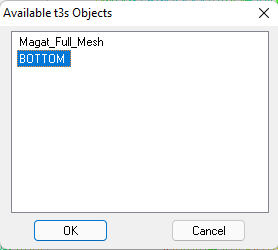 Available t3s Objects
Magat_Full_Mesh
BOTTOM
OK
Cancel